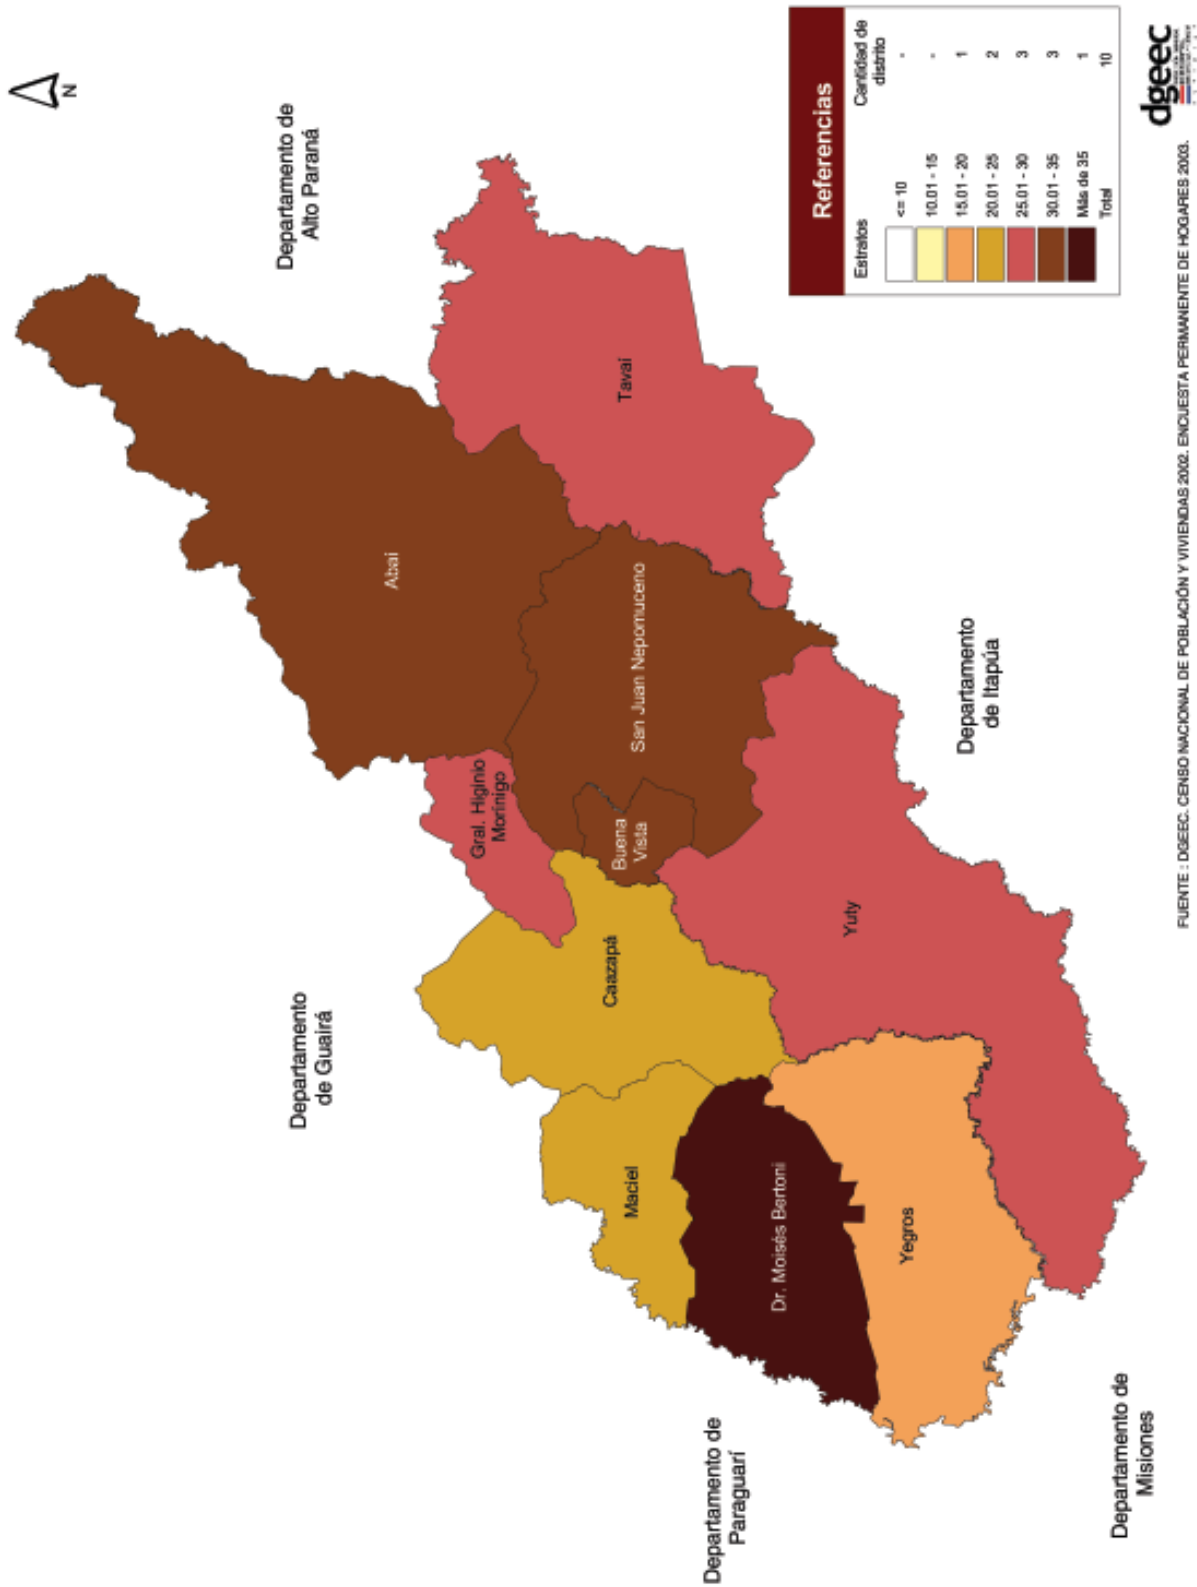 N
Departamento de
Alto Paraná
Departamento
de Guairá
Departamento de
Paraguarí
Departamento de
Misiones
Departamento
de Itapúa
Abaí
Tavaí
San Juan Nepomuceno
Gral. Higinio
Morínigo
Buena
Vista
Caazapá
Yuty
Maciel
Dr. Moisés Bertoni
Yegros
Referencias
Estratos Cantidad de
distrito
<= 10 -
10.01 - 15 -
15.01 - 20 1
20.01 - 25 2
25.01 - 30 3
30.01 - 35 3
Más de 35 1
Total 10
FUENTE : DGEEC. CENSO NACIONAL DE POBLACIÓN Y VIVIENDAS 2002. ENCUESTA PERMANENTE DE HOGARES 2003.
dgeec